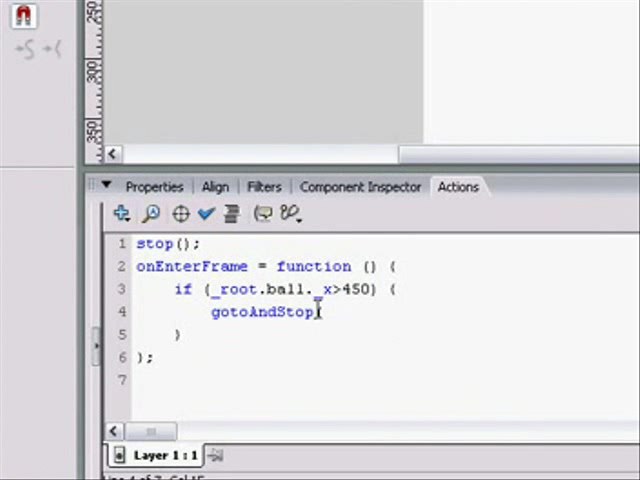 250
300
350
Properties | Align | Filters | Component Inspector | Actions
1 stop();
2 onEnterFrame = function () {
3 if (_root.ball._x>450) {
4 gotoAndStop(
5 }
6 };
7
Layer 1 : 1